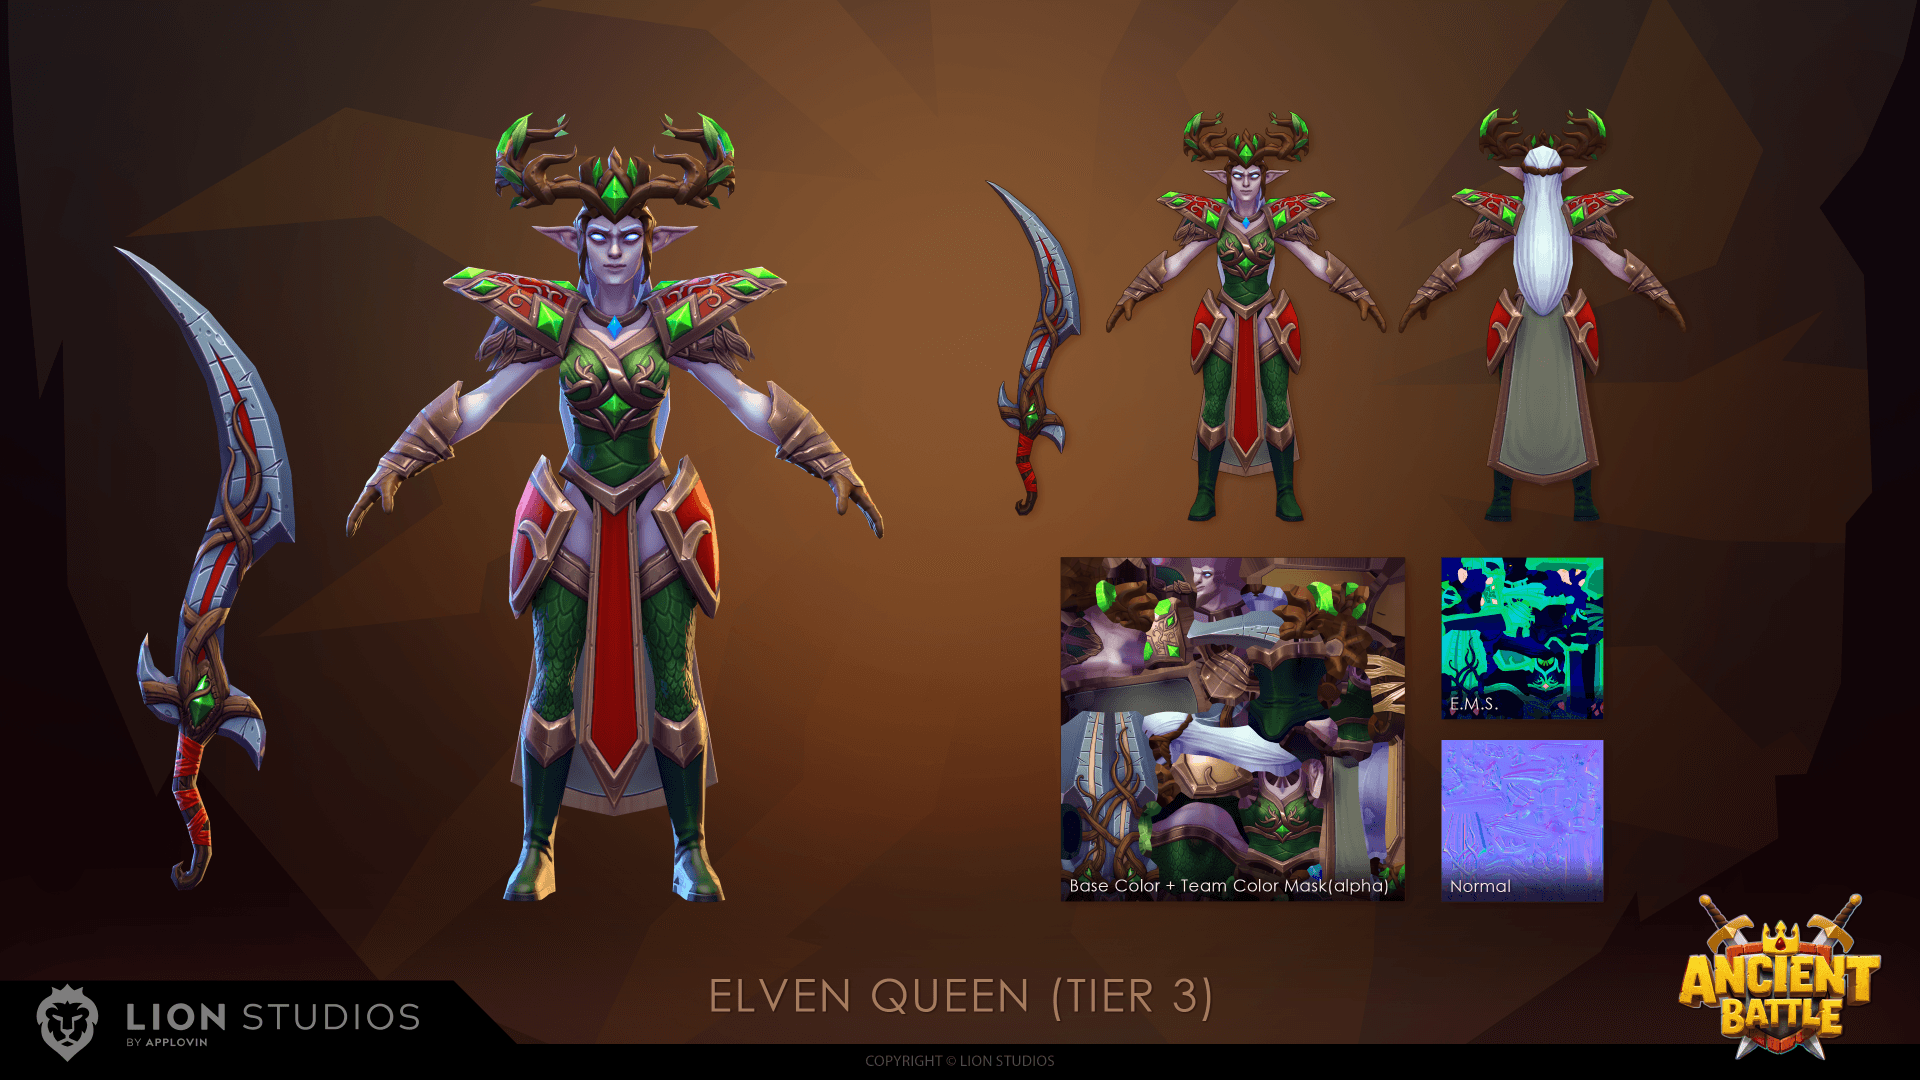 E.M.S.
Base Color + Team Color Mask(alpha)
Normal
ELVEN QUEEN (TIER 3)
LION STUDIOS
BY APPLOVIN
ANCIENT
BATTLE
COPYRIGHT © LION STUDIOS